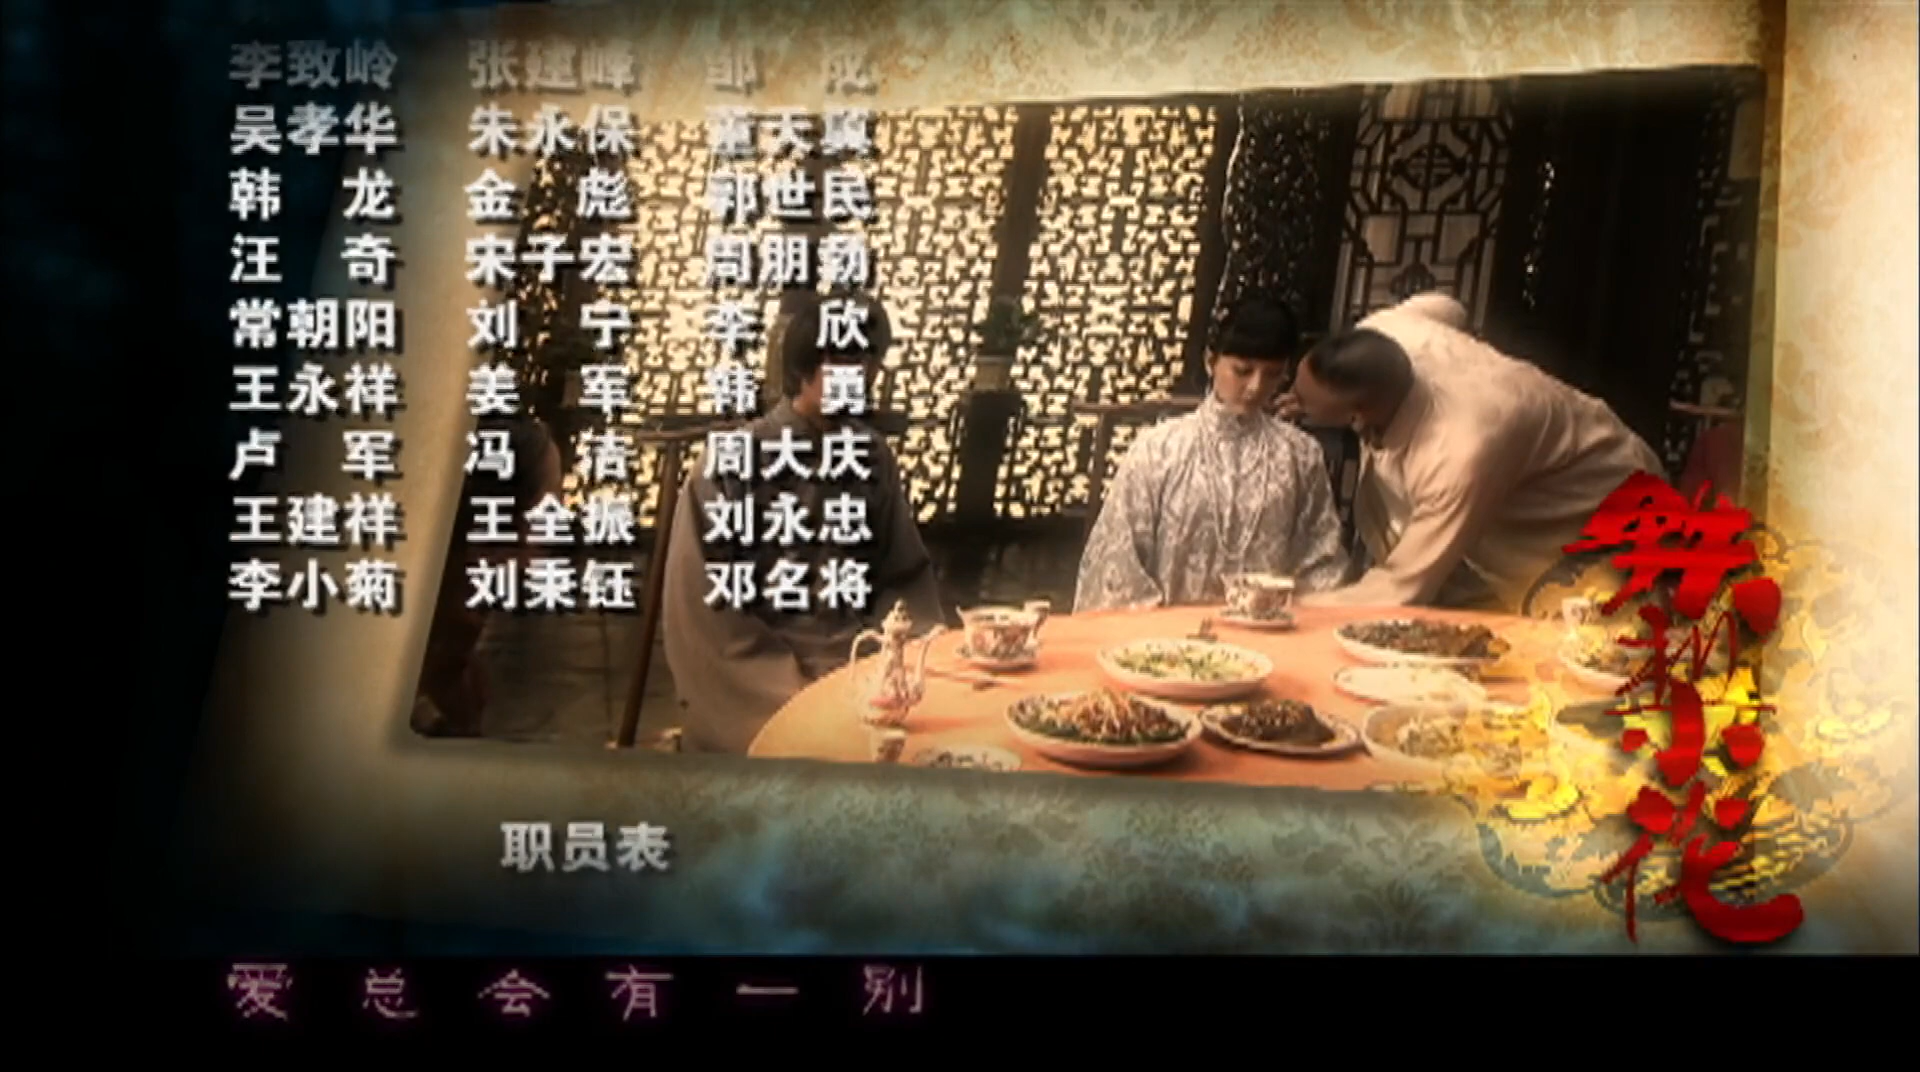 李致岭 张建峰 邹 成
吴孝华 朱永保 董天翼
韩 龙 金 彪 郭世民
汪 奇 宋子宏 周朋勃
常朝阳 刘 宁 李 欣
王永祥 姜 军 韩 勇
卢 军 冯 洁 周大庆
王建祥 王全振 刘永忠
李小菊 刘秉钰 邓名将
职员表
爱总会有一别